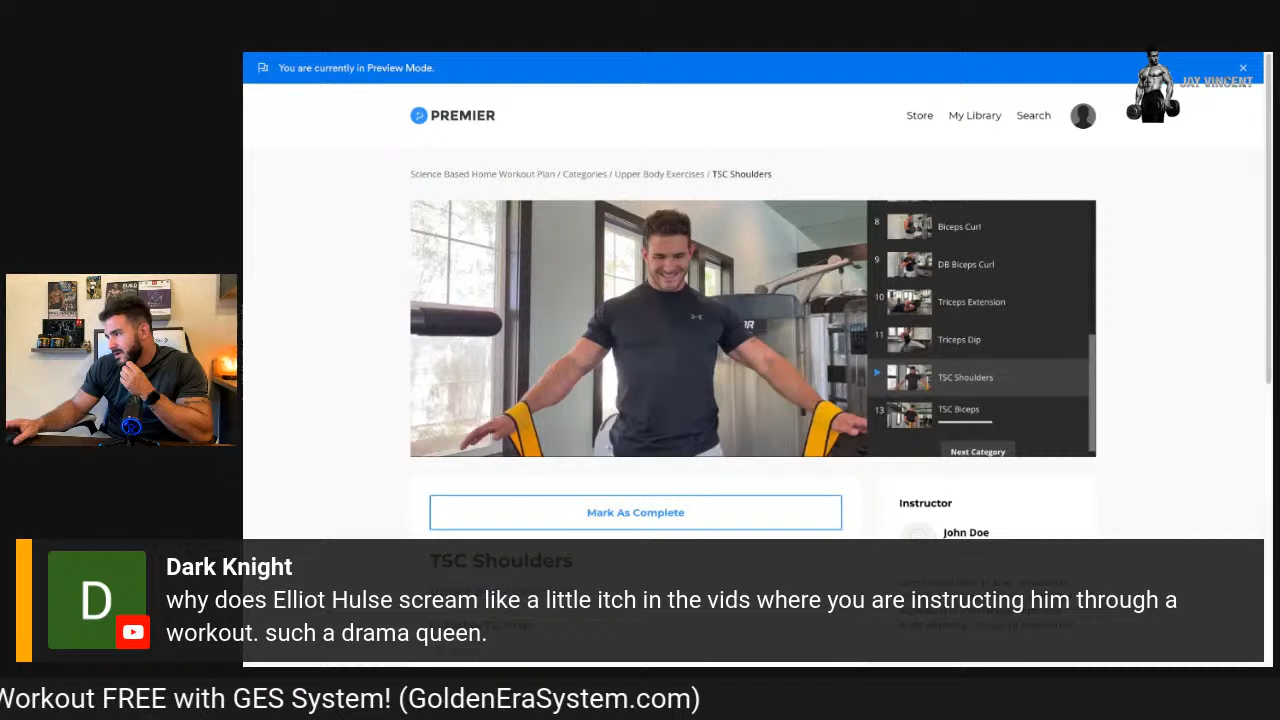 You are currently in Preview Mode.
JAY VINCENT
PREMIER
Store My Library Search
Science Based Home Workout Plan / Categories / Upper Body Exercises / TSC Shoulders
8 Biceps Curl
9 DB Biceps Curl
10 Triceps Extension
11 Triceps Dip
TSC Shoulders
13 TSC Biceps
Next Category
Mark As Complete
Instructor
John Doe
TSC Shoulders
D
Dark Knight
why does Elliot Hulse scream like a little itch in the vids where you are instructing him through a
workout. such a drama queen.
Workout FREE with GES System! (GoldenEraSystem.com)